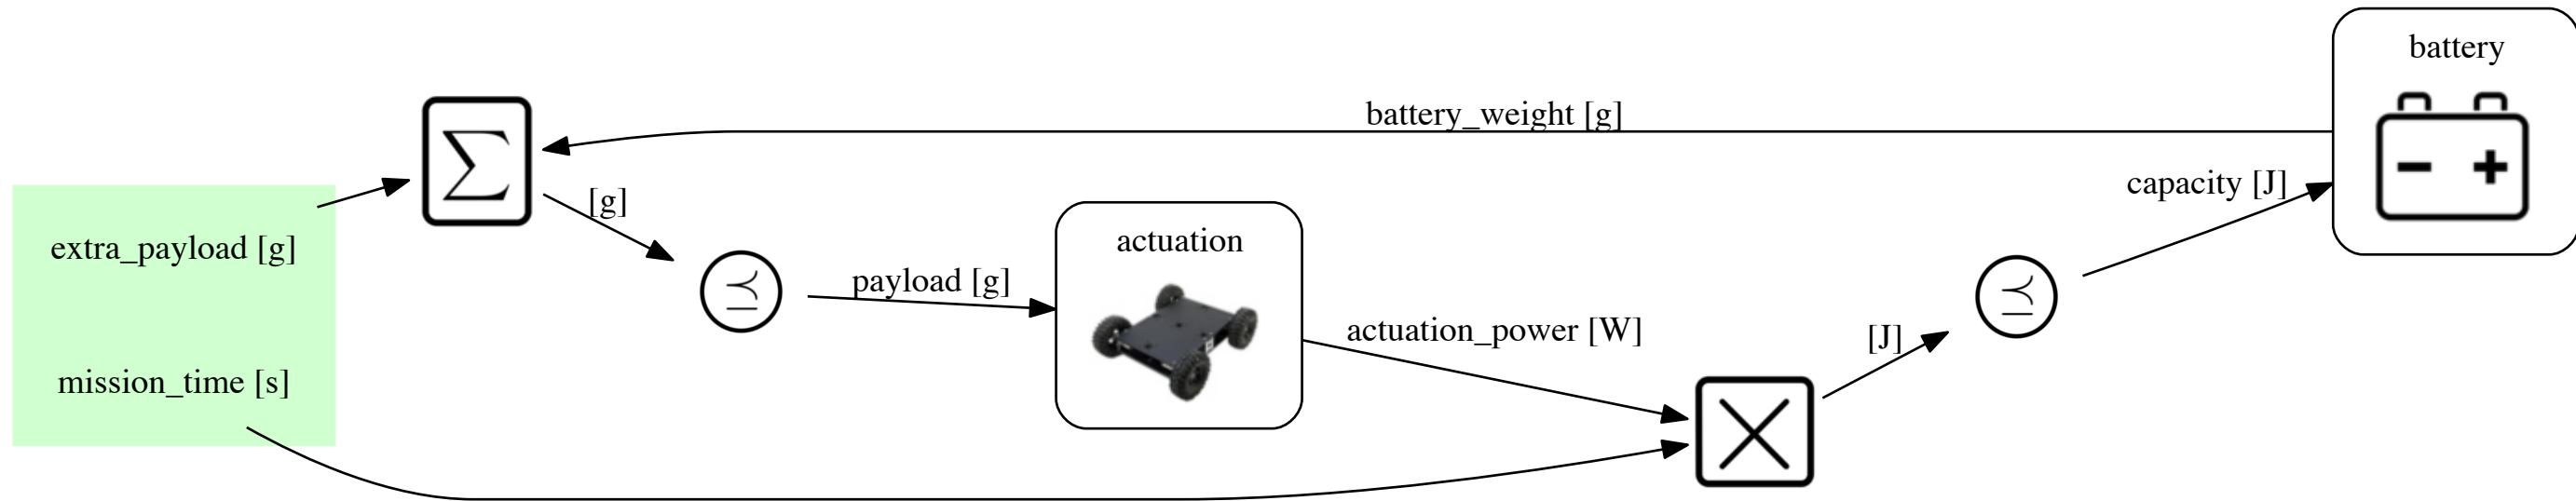 battery
battery_weight [g]
Σ
capacity [J]
[g]
extra_payload [g]
actuation
payload [g]
⪯
⪯
actuation_power [W]
[J]
mission_time [s]
×
− +